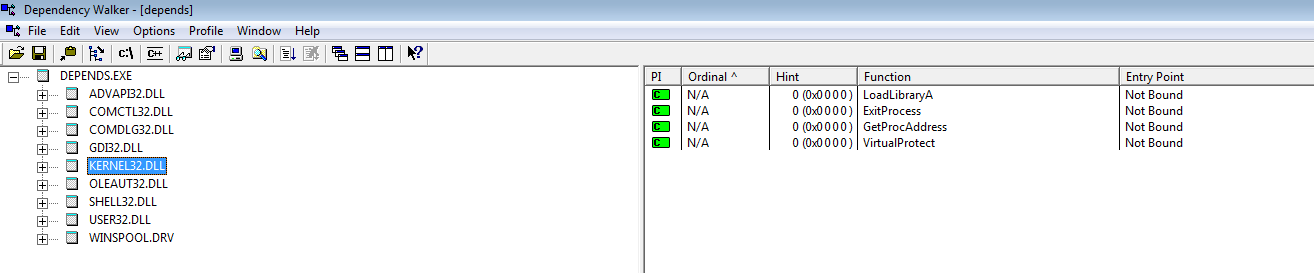 Dependency Walker - [depends]
File Edit View Options Profile Window Help
C:\ C++
DEPENDS.EXE
ADVAPI32.DLL
COMCTL32.DLL
COMDLG32.DLL
GDI32.DLL
KERNEL32.DLL
OLEAUT32.DLL
SHELL32.DLL
USER32.DLL
WINSPOOL.DRV
PI Ordinal ^ Hint Function Entry Point
C N/A 0 (0x0000) LoadLibraryA Not Bound
C N/A 0 (0x0000) ExitProcess Not Bound
C N/A 0 (0x0000) GetProcAddress Not Bound
C N/A 0 (0x0000) VirtualProtect Not Bound